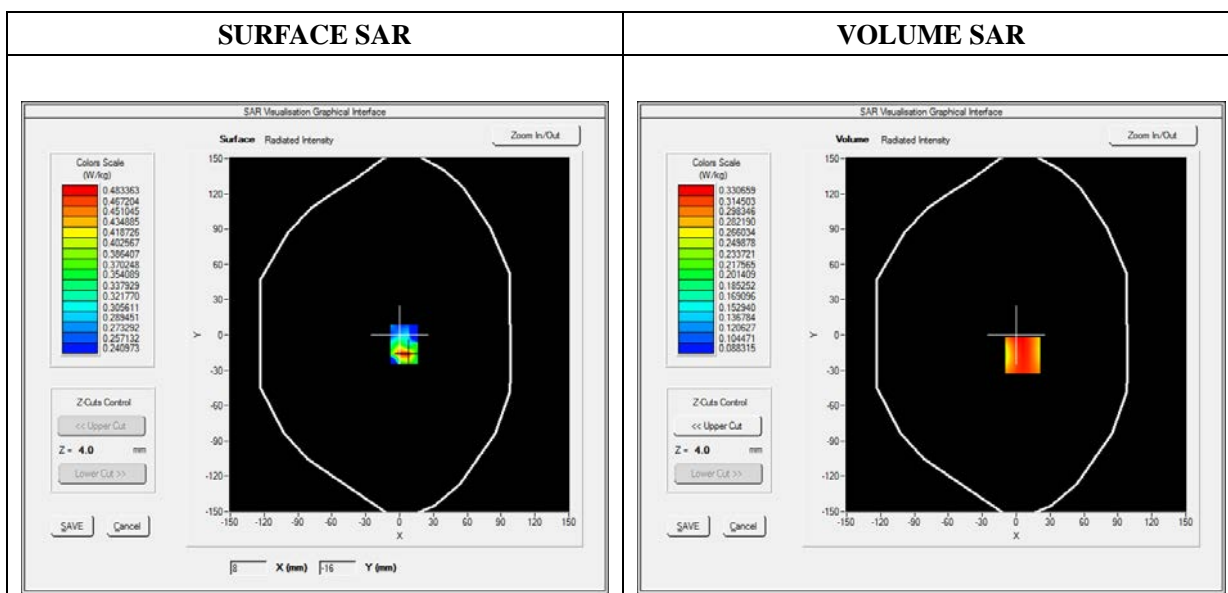 SURFACE SAR
VOLUME SAR
SAR Visualisation Graphical Interface
Surface Radiated Intensity
Zoom In/Out
Colors Scale
(W/kg)
0.483363
0.467204
0.451045
0.434885
0.418726
0.402567
0.386407
0.370248
0.354089
0.337929
0.321770
0.305611
0.289451
0.273292
0.257132
0.240973
Z-Cuts Control
<< Upper Cut
Z = 4.0 mm
Lower Cut >>
SAVE Cancel
150
120
90
60
30
0
-30
-60
-90
-120
-150
Y
-150 -120 -90 -60 -30 0 30 60 90 120 150
X
8 X (mm) -16 Y (mm)
SAR Visualisation Graphical Interface
Volume Radiated Intensity
Zoom In/Out
Colors Scale
(W/kg)
0.330659
0.314503
0.298346
0.282190
0.266034
0.249878
0.233721
0.217565
0.201409
0.185252
0.169096
0.152940
0.136784
0.120627
0.104471
0.088315
Z-Cuts Control
<< Upper Cut
Z = 4.0 mm
Lower Cut >>
SAVE Cancel
150
120
90
60
30
0
-30
-60
-90
-120
-150
Y
-150 -120 -90 -60 -30 0 30 60 90 120 150
X